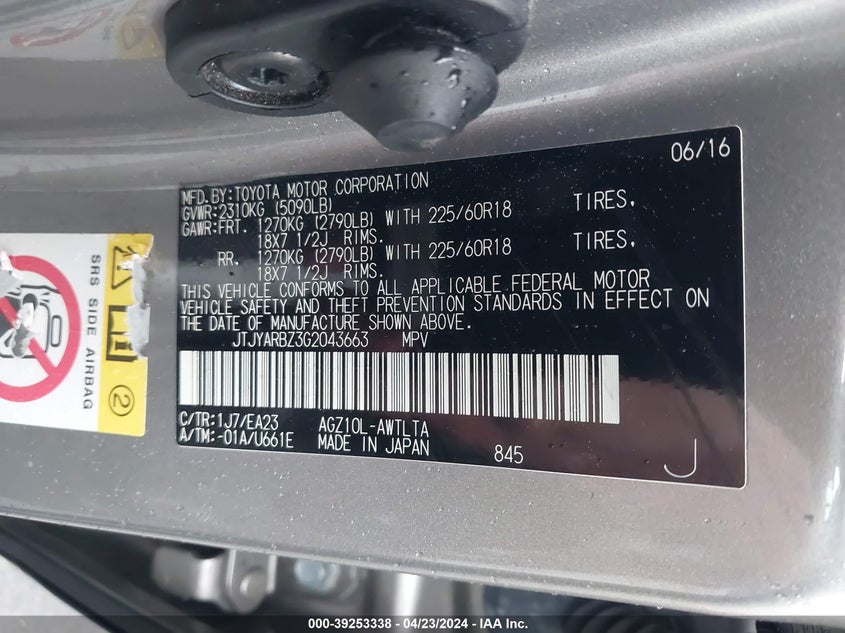 06/16
MFD.BY:TOYOTA MOTOR CORPORATION
GVWR:2310KG (5090LB)
GAWR:FRT. 1270KG (2790LB) WITH 225/60R18 TIRES,
18X7 1/2J RIMS.
RR. 1270KG (2790LB) WITH 225/60R18 TIRES,
18X7 1/2J RIMS.
THIS VEHICLE CONFORMS TO ALL APPLICABLE FEDERAL MOTOR
VEHICLE SAFETY AND THEFT PREVENTION STANDARDS IN EFFECT ON
THE DATE OF MANUFACTURE SHOWN ABOVE.
JTJYARBZ3G2043663 MPV
C/TR:1J7/EA23 AGZ10L-AWTLTA
A/TM:-01A/U661E MADE IN JAPAN 845
J
SRS SIDE AIRBAG
2
000-39253338 - 04/23/2024 - IAA Inc.